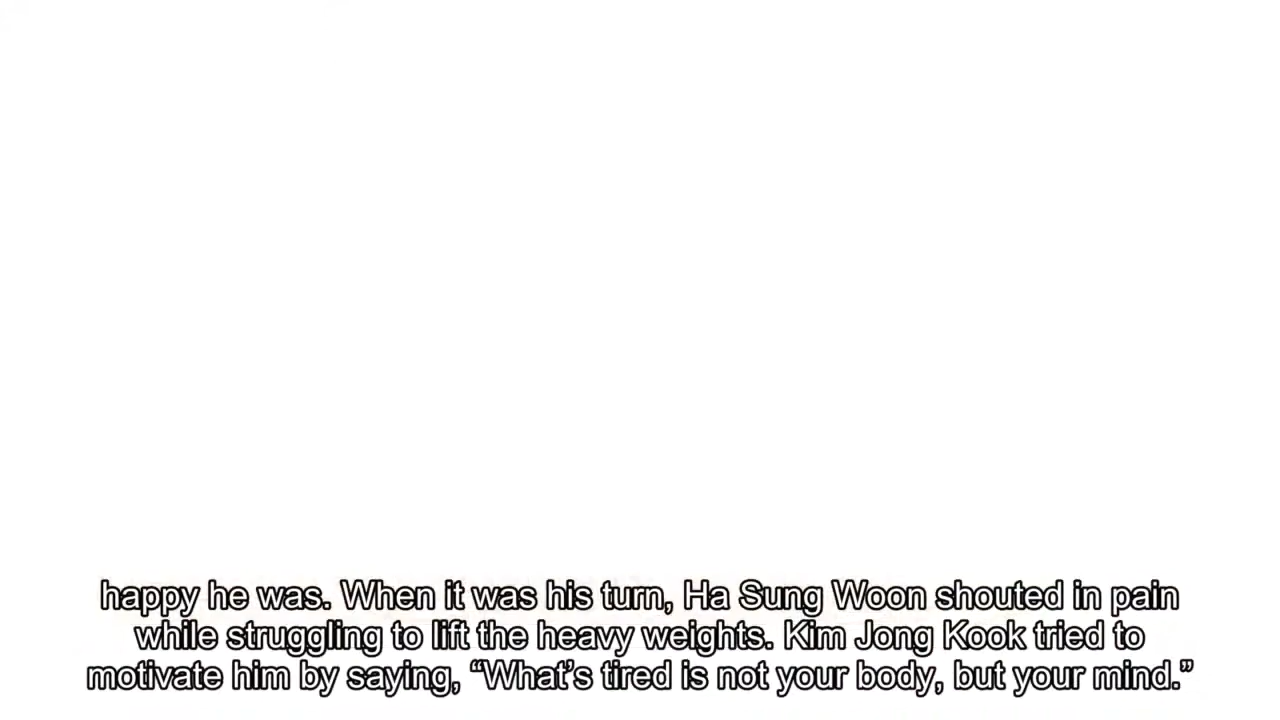 happy he was. When it was his turn, Ha Sung Woon shouted in pain
while struggling to lift the heavy weights. Kim Jong Kook tried to
motivate him by saying, “What’s tired is not your body, but your mind.”